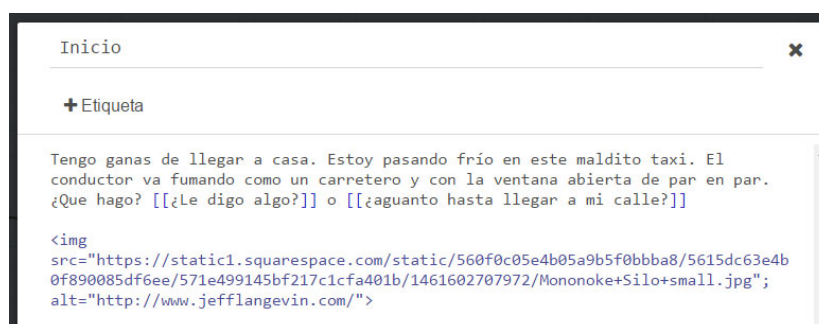 Inicio
+ Etiqueta
Tengo ganas de llegar a casa. Estoy pasando frío en este maldito taxi. El
conductor va fumando como un carretero y con la ventana abierta de par en par.
¿Que hago? [[¿Le digo algo?]] o [[¿aguanto hasta llegar a mi calle?]]
<img
src="https://static1.squarespace.com/static/560f0c05e4b05a9b5f0bbba8/5615dc63e4b
0f890085df6ee/571e499145bf217c1cfa401b/1461602707972/Mononoke+Silo+small.jpg";
alt="http://www.jefflangevin.com/">